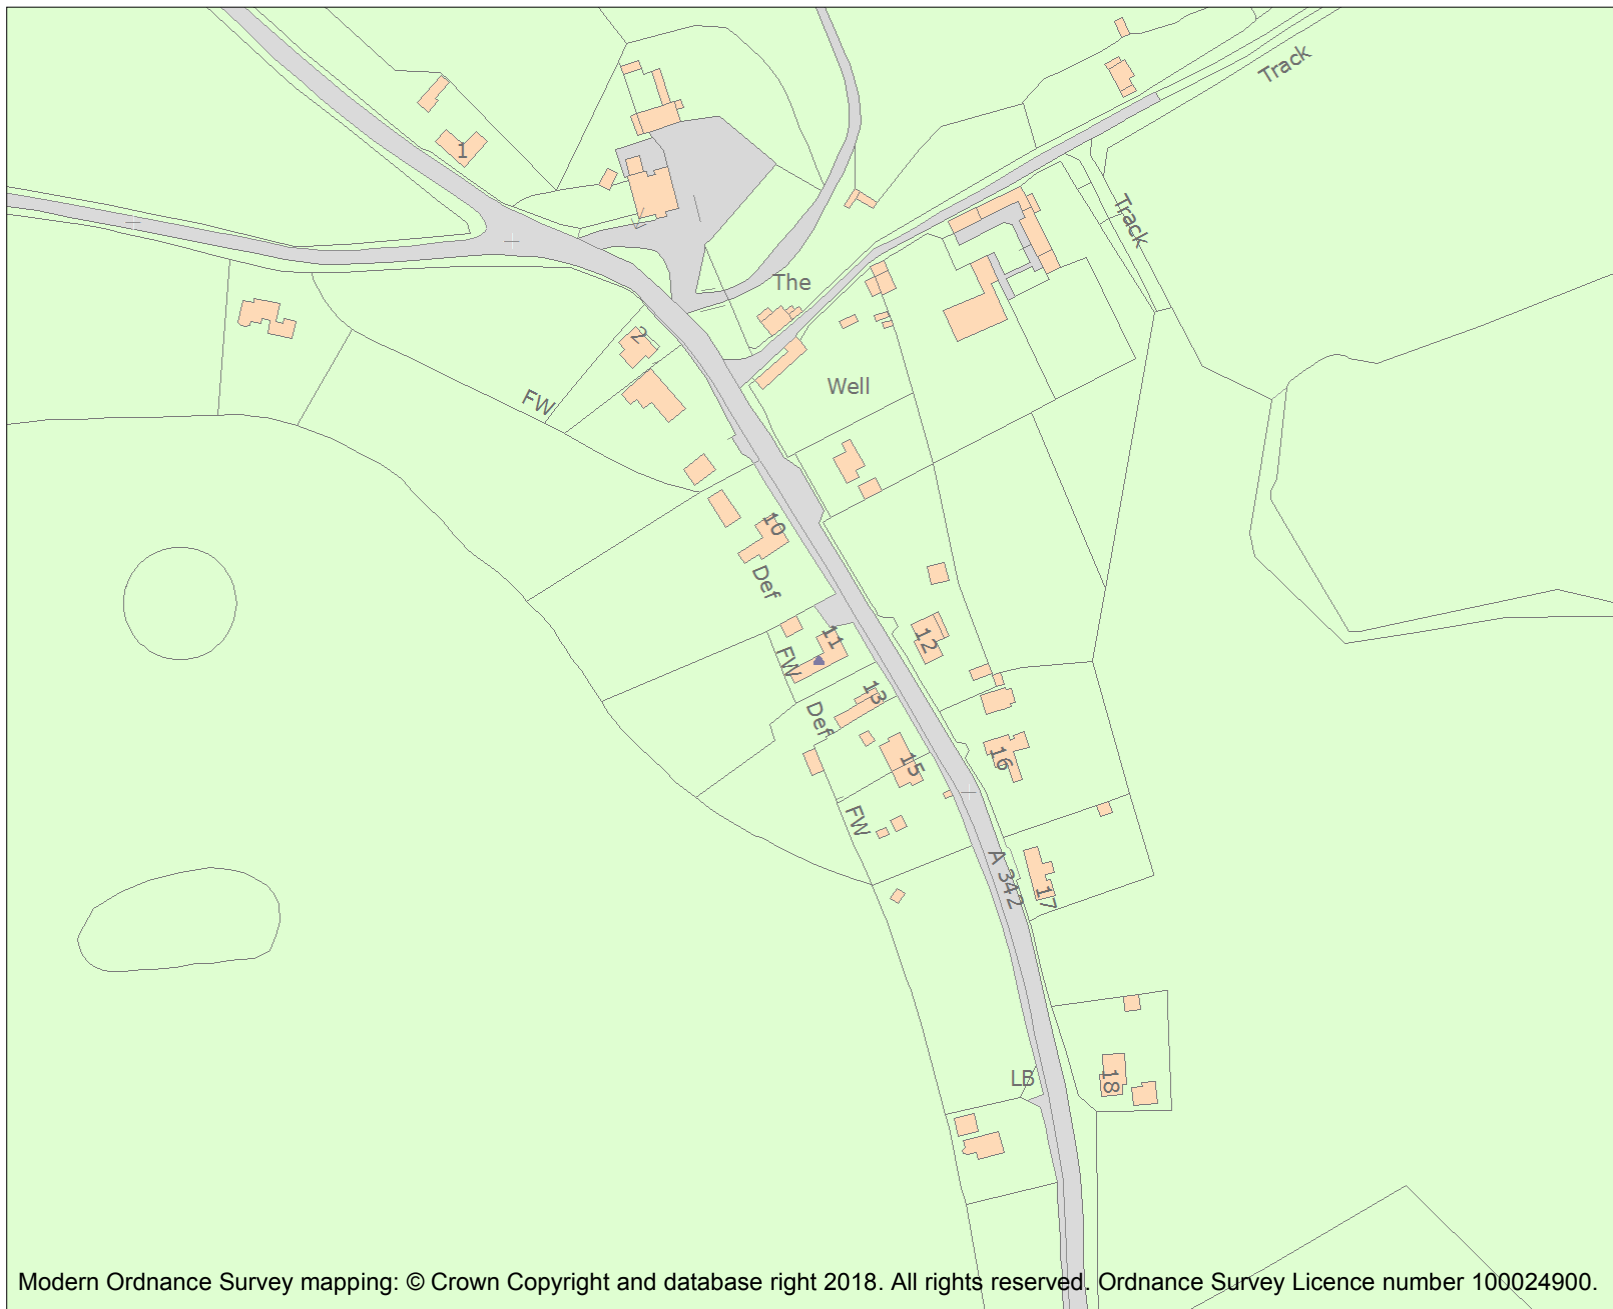 Track
1
Track
The
2
Well
FW
10
Def
11
12
FW
13
Def
15
16
FW
A 342
17
LB
18
Modern Ordnance Survey mapping: © Crown Copyright and database right 2018. All rights reserved. Ordnance Survey Licence number 100024900.